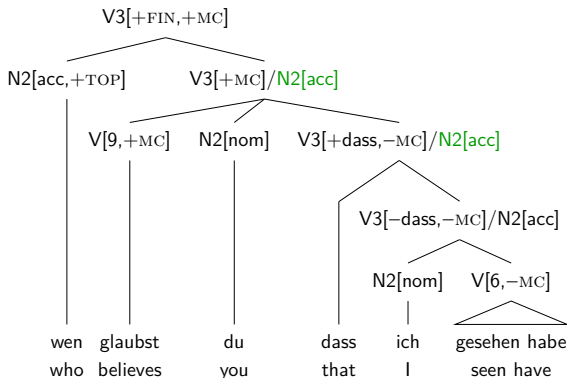 V3[+FIN,+MC]
N2[acc,+TOP] V3[+MC]/N2[acc]
V[9,+MC] N2[nom] V3[+dass,−MC]/N2[acc]
V3[−dass,−MC]/N2[acc]
N2[nom] V[6,−MC]
wen glaubst du dass ich gesehen habe
who believes you that I seen have